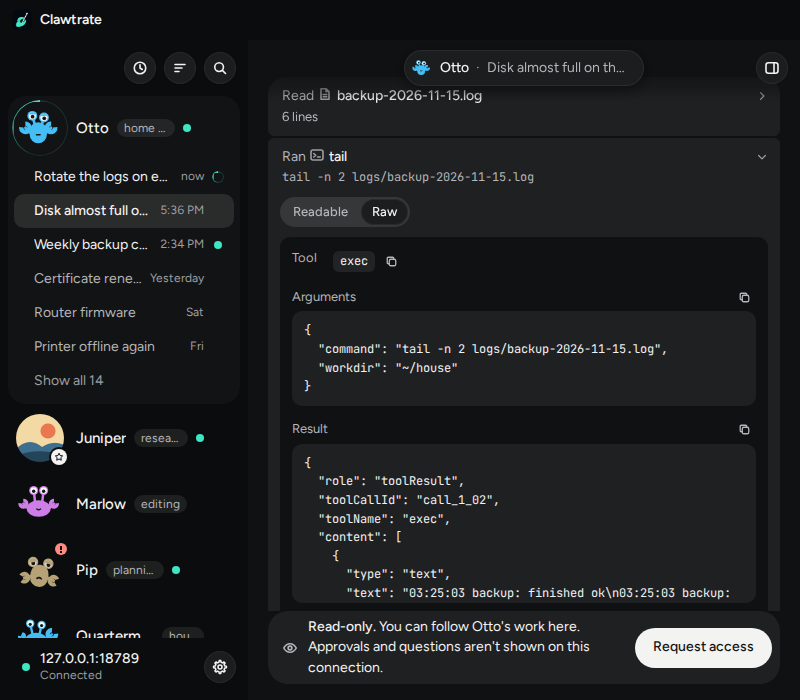 Clawtrate
Otto home ...
Rotate the logs on e... now
Disk almost full o... 5:36 PM
Weekly backup c... 2:34 PM
Certificate rene... Yesterday
Router firmware Sat
Printer offline again Fri
Show all 14
Juniper resea...
Marlow editing
Pip planni...
Quarterm hou...
127.0.0.1:18789
Connected
Otto · Disk almost full on th...
Read backup-2026-11-15.log
6 lines
Ran tail
tail -n 2 logs/backup-2026-11-15.log
Readable Raw
Tool exec
Arguments
{
"command": "tail -n 2 logs/backup-2026-11-15.log",
"workdir": "~/house"
}
Result
{
"role": "toolResult",
"toolCallId": "call_1_02",
"toolName": "exec",
"content": [
{
"type": "text",
"text": "03:25:03 backup: finished ok\n03:25:03 backup:
Read-only. You can follow Otto's work here.
Approvals and questions aren't shown on this
connection.
Request access